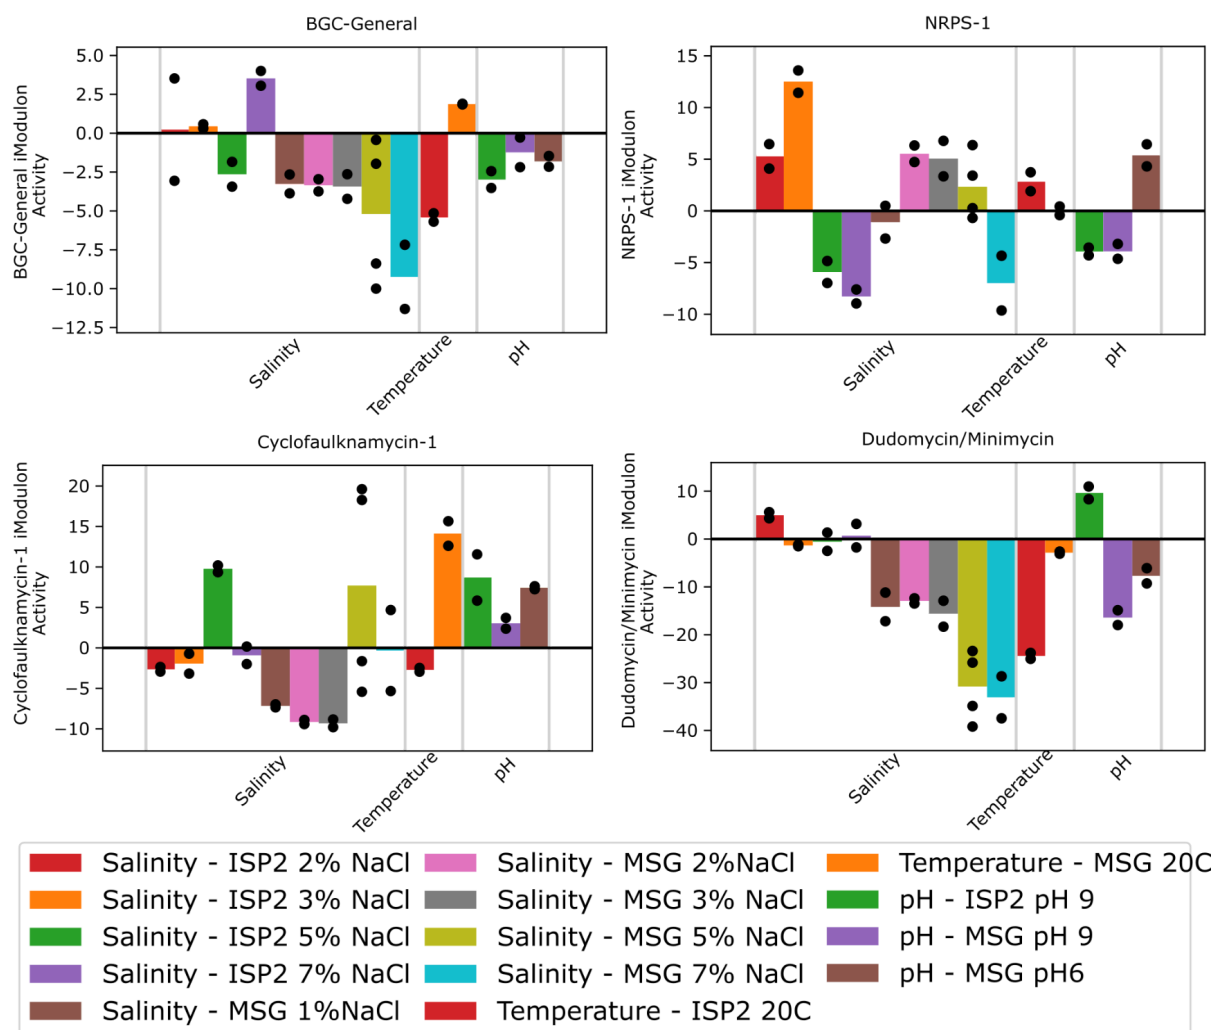 BGC-General
BGC-General iModulon
Activity
5.0
2.5
0.0
−2.5
−5.0
−7.5
−10.0
−12.5
Salinity
Temperature
pH
NRPS-1
NRPS-1 iModulon
Activity
15
10
5
0
−5
−10
Salinity
Temperature
pH
Cyclofaulknamycin-1
Cyclofaulknamycin-1 iModulon
Activity
20
15
10
5
0
−5
−10
Salinity
Temperature
pH
Dudomycin/Minimycin
Dudomycin/Minimycin iModulon
Activity
10
0
−10
−20
−30
−40
Salinity
Temperature
pH
Salinity - ISP2 2% NaCl
Salinity - ISP2 3% NaCl
Salinity - ISP2 5% NaCl
Salinity - ISP2 7% NaCl
Salinity - MSG 1%NaCl
Salinity - MSG 2%NaCl
Salinity - MSG 3% NaCl
Salinity - MSG 5% NaCl
Salinity - MSG 7% NaCl
Temperature - ISP2 20C
Temperature - MSG 20C
pH - ISP2 pH 9
pH - MSG pH 9
pH - MSG pH6